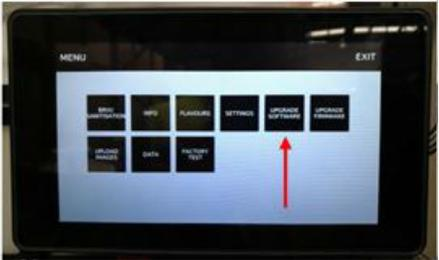 MENU
EXIT
BRIX/
SANITISATION
INFO
FLAVOURS
SETTINGS
UPGRADE
SOFTWARE
UPGRADE
FIRMWARE
UPLOAD
IMAGES
DATA
FACTORY
TEST